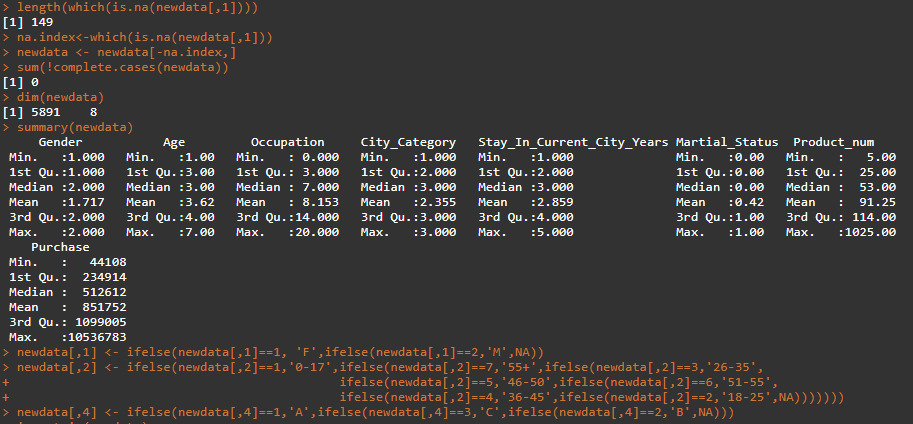 > length(which(is.na(newdata[,1])))
[1] 149
> na.index<-which(is.na(newdata[,1]))
> newdata <- newdata[-na.index,]
> sum(!complete.cases(newdata))
[1] 0
> dim(newdata)
[1] 5891    8
> summary(newdata)
     Gender           Age         Occupation     City_Category   Stay_In_Current_City_Years Martial_Status  Product_num
 Min.   :1.000   Min.   :1.00   Min.   : 0.000   Min.   :1.000   Min.   :1.000              Min.   :0.00   Min.   :   5.00
 1st Qu.:1.000   1st Qu.:3.00   1st Qu.: 3.000   1st Qu.:2.000   1st Qu.:2.000              1st Qu.:0.00   1st Qu.:  25.00
 Median :2.000   Median :3.00   Median : 7.000   Median :3.000   Median :3.000              Median :0.00   Median :  53.00
 Mean   :1.717   Mean   :3.62   Mean   : 8.153   Mean   :2.355   Mean   :2.859              Mean   :0.42   Mean   :  91.25
 3rd Qu.:2.000   3rd Qu.:4.00   3rd Qu.:14.000   3rd Qu.:3.000   3rd Qu.:4.000              3rd Qu.:1.00   3rd Qu.: 114.00
 Max.   :2.000   Max.   :7.00   Max.   :20.000   Max.   :3.000   Max.   :5.000              Max.   :1.00   Max.   :1025.00
    Purchase
 Min.   :   44108
 1st Qu.:  234914
 Median :  512612
 Mean   :  851752
 3rd Qu.: 1099005
 Max.   :10536783
> newdata[,1] <- ifelse(newdata[,1]==1, 'F',ifelse(newdata[,1]==2,'M',NA))
> newdata[,2] <- ifelse(newdata[,2]==1,'0-17',ifelse(newdata[,2]==7,'55+',ifelse(newdata[,2]==3,'26-35',
+                                             ifelse(newdata[,2]==5,'46-50',ifelse(newdata[,2]==6,'51-55',
+                                             ifelse(newdata[,2]==4,'36-45',ifelse(newdata[,2]==2,'18-25',NA)))))))
> newdata[,4] <- ifelse(newdata[,4]==1,'A',ifelse(newdata[,4]==3,'C',ifelse(newdata[,4]==2,'B',NA)))